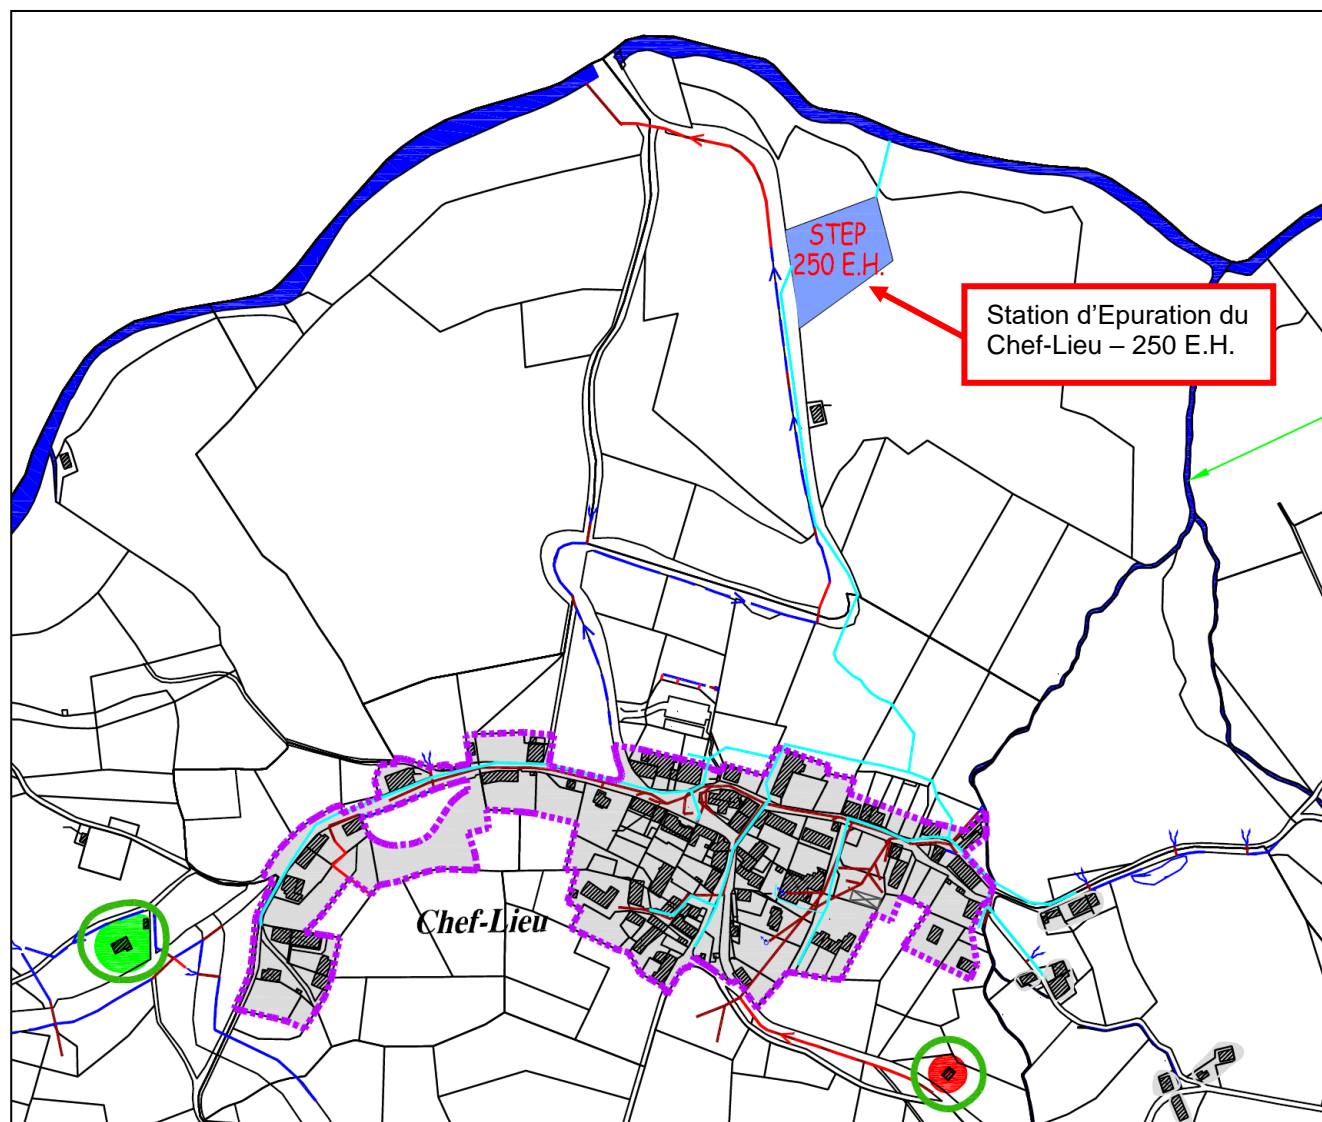 STEP
250 E.H.
Station d’Epuration du
Chef-Lieu – 250 E.H.
Chef-Lieu